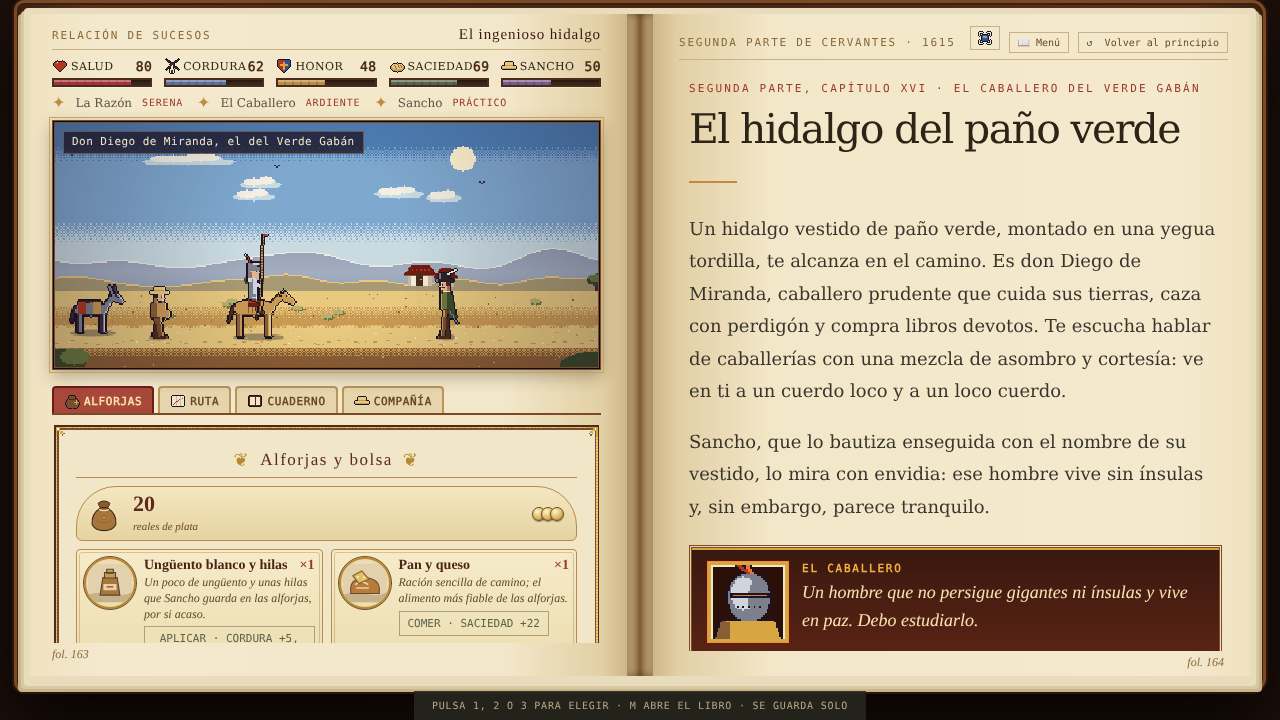 RELACIÓN DE SUCESOS
El ingenioso hidalgo
SALUD 80
CORDURA 62
HONOR 48
SACIEDAD 69
SANCHO 50
La Razón SERENA
El Caballero ARDIENTE
Sancho PRÁCTICO
Don Diego de Miranda, el del Verde Gabán
ALFORJAS
RUTA
CUADERNO
COMPAÑÍA
Alforjas y bolsa
20
reales de plata
Ungüento blanco y hilas ×1
Un poco de ungüento y unas hilas
que Sancho guarda en las alforjas,
por si acaso.
APLICAR · CORDURA +5,
Pan y queso ×1
Ración sencilla de camino; el
alimento más fiable de las alforjas.
COMER · SACIEDAD +22
fol. 163
SEGUNDA PARTE DE CERVANTES · 1615
Menú
Volver al principio
SEGUNDA PARTE, CAPÍTULO XVI · EL CABALLERO DEL VERDE GABÁN
El hidalgo del paño verde
Un hidalgo vestido de paño verde, montado en una yegua
tordilla, te alcanza en el camino. Es don Diego de
Miranda, caballero prudente que cuida sus tierras, caza
con perdigón y compra libros devotos. Te escucha hablar
de caballerías con una mezcla de asombro y cortesía: ve
en ti a un cuerdo loco y a un loco cuerdo.
Sancho, que lo bautiza enseguida con el nombre de su
vestido, lo mira con envidia: ese hombre vive sin ínsulas
y, sin embargo, parece tranquilo.
EL CABALLERO
Un hombre que no persigue gigantes ni ínsulas y vive
en paz. Debo estudiarlo.
fol. 164
PULSA 1, 2 O 3 PARA ELEGIR · M ABRE EL LIBRO · SE GUARDA SOLO